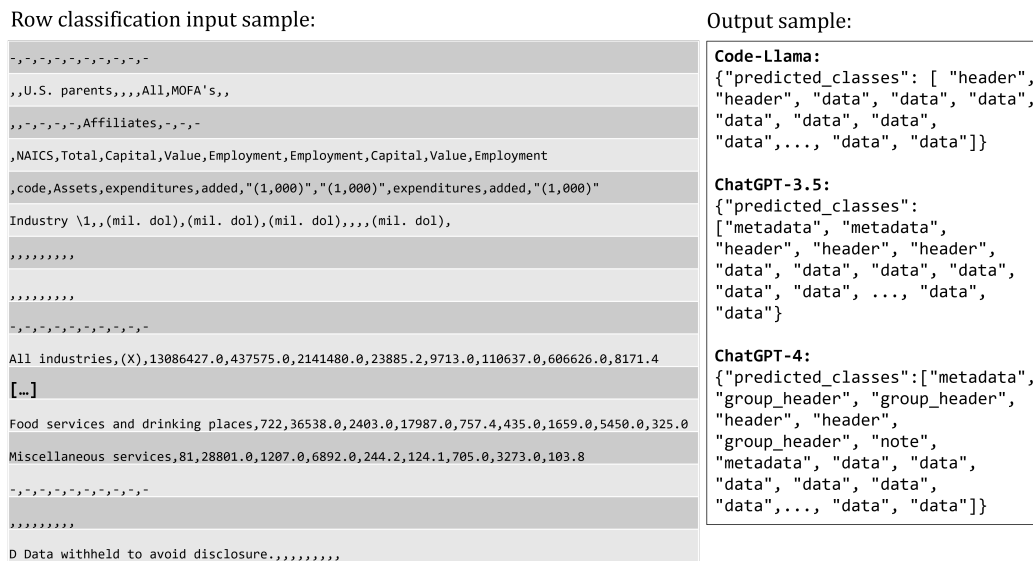 Row classification input sample:
-,-,-,-,-,-,-,-,-,-
,,U.S. parents,,,,All,MOFA's,,
,,-,-,-,-,Affiliates,-,-,-
,NAICS,Total,Capital,Value,Employment,Employment,Capital,Value,Employment
,code,Assets,expenditures,added,"(1,000)","(1,000)",expenditures,added,"(1,000)"
Industry \1,,(mil. dol),(mil. dol),(mil. dol),,,,(mil. dol),
,,,,,,,,,
,,,,,,,,,
-,-,-,-,-,-,-,-,-,-
All industries,(X),13086427.0,437575.0,2141480.0,23885.2,9713.0,110637.0,606626.0,8171.4
[…]
Food services and drinking places,722,36538.0,2403.0,17987.0,757.4,435.0,1659.0,5450.0,325.0
Miscellaneous services,81,28801.0,1207.0,6892.0,244.2,124.1,705.0,3273.0,103.8
-,-,-,-,-,-,-,-,-,-
,,,,,,,,,
D Data withheld to avoid disclosure.,,,,,,,,,
Output sample:
Code-Llama:
{"predicted_classes": [ "header",
"header", "data", "data", "data",
"data", "data", "data",
"data",..., "data", "data"]}
ChatGPT-3.5:
{"predicted_classes":
["metadata", "metadata",
"header", "header", "header",
"data", "data", "data", "data",
"data", "data", ..., "data",
"data"}
ChatGPT-4:
{"predicted_classes":["metadata",
"group_header", "group_header",
"header", "header",
"group_header", "note",
"metadata", "data", "data",
"data", "data", "data",
"data",..., "data", "data"]}